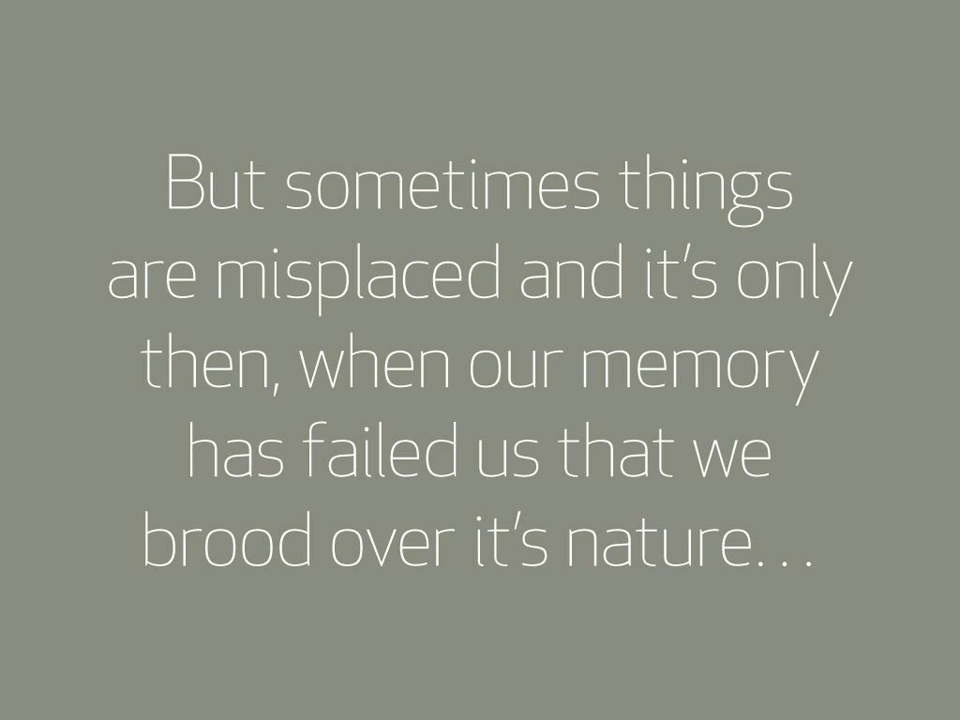 But sometimes things
are misplaced and it’s only
then, when our memory
has failed us that we
brood over it’s nature...